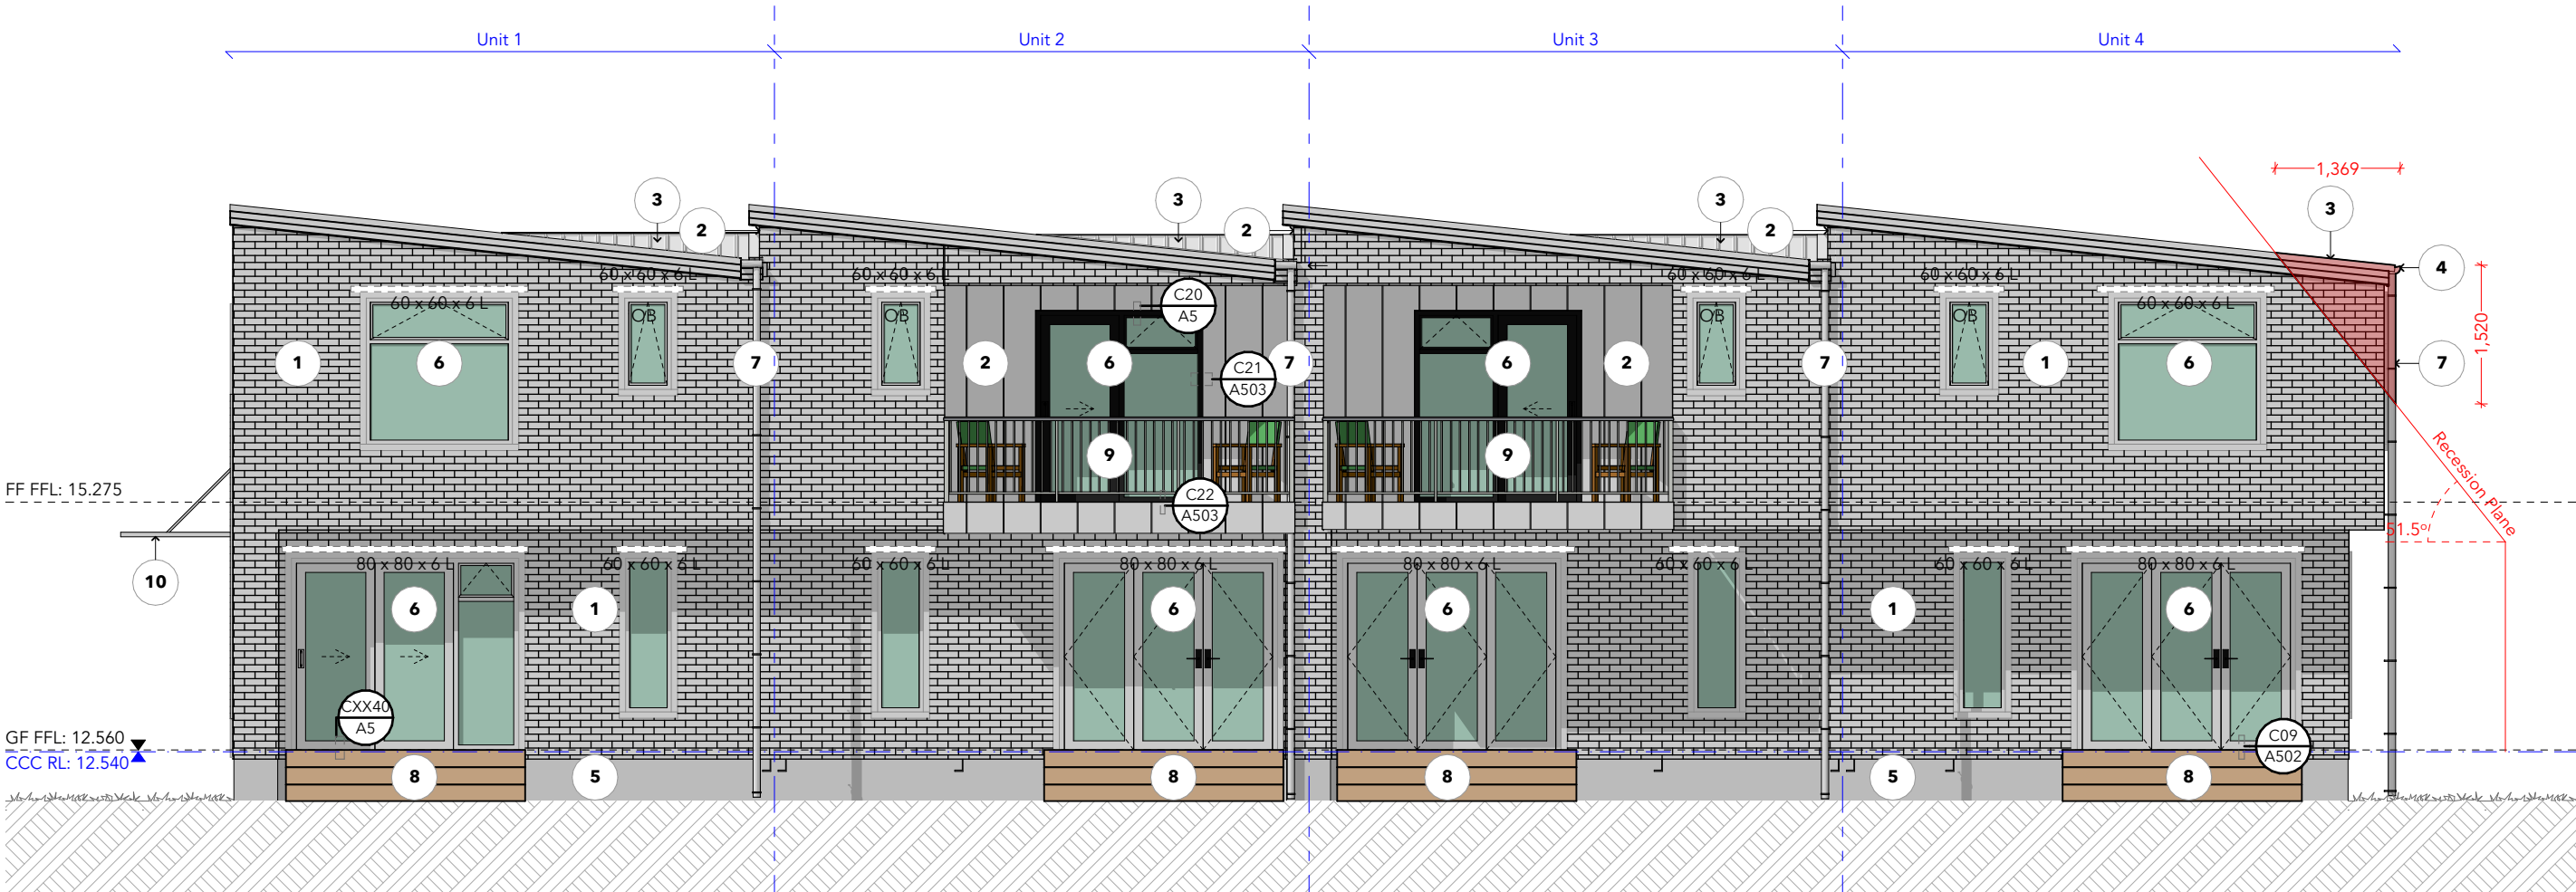 Unit 1
Unit 2
Unit 3
Unit 4
1,369
3
3
3
3
2
2
2
4
60 x 60 x 6 L
60 x 60 x 6 L
60 x 60 x 6 L
60 x 60 x 6 L
60 x 60 x 6 L
60 x 60 x 6 L
OB
OB
OB
OB
C20
A5
1,520
1
6
7
2
6
7
6
2
7
1
6
7
C21
A503
9
9
Recession Plane
FF FFL: 15.275
C22
A503
51.5°
80 x 80 x 6 L
60 x 60 x 6 L
60 x 60 x 6 L
80 x 80 x 6 L
80 x 80 x 6 L
60 x 60 x 6 L
60 x 60 x 6 L
80 x 80 x 6 L
10
6
1
6
6
1
6
CXX40
A5
GF FFL: 12.560
CCC RL: 12.540
C09
A502
8
5
8
8
5
8